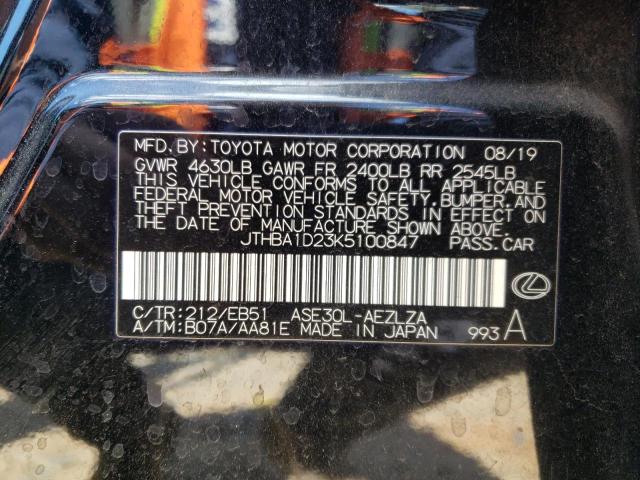 MFD. BY: TOYOTA MOTOR CORPORATION 08/19
GVWR 4630LB GAWR FR 2400LB RR 2545LB
THIS VEHICLE CONFORMS TO ALL APPLICABLE
FEDERAL MOTOR VEHICLE SAFETY, BUMPER, AND
THEFT PREVENTION STANDARDS IN EFFECT ON
THE DATE OF MANUFACTURE SHOWN ABOVE.
JTHBA1D23K5100847 PASS. CAR
C/TR: 212/EB51 ASE30L-AEZLZA
A/TM: B07A/AA81E MADE IN JAPAN 993 A